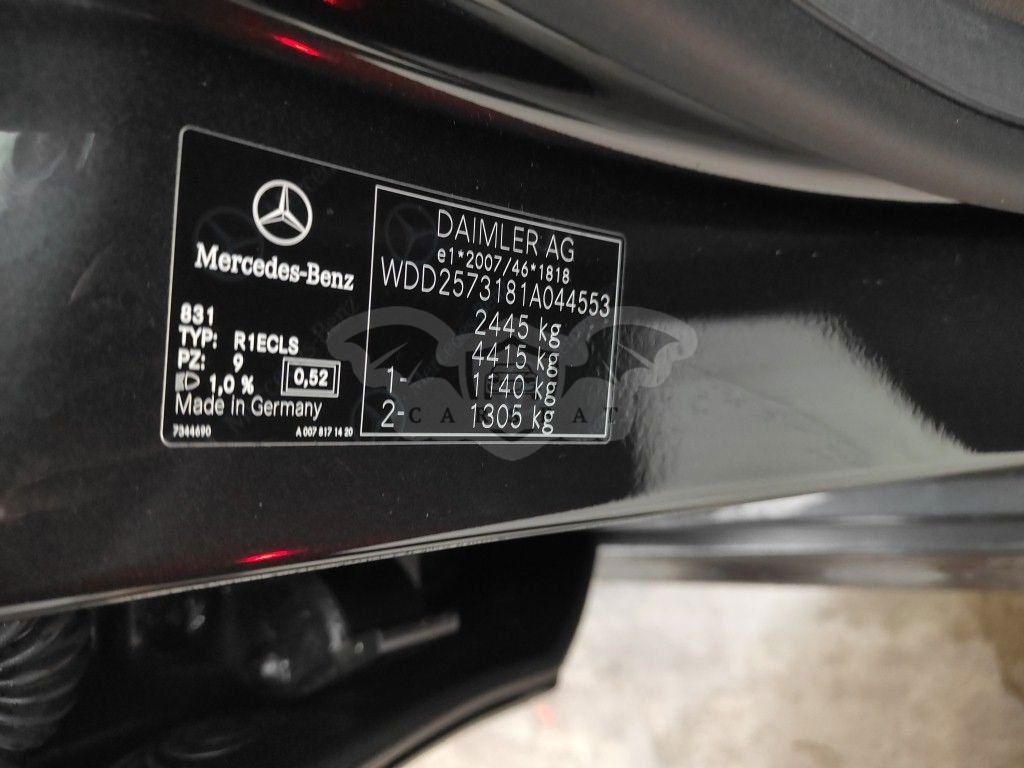 Mercedes-Benz
831
TYP: R1ECLS
PZ: 9
1,0 %
0,52
Made in Germany
7344690
A 007 817 14 20
DAIMLER AG
e1*2007/46*1818
WDD2573181A044553
2445 kg
4415 kg
1- 1140 kg
2- 1305 kg